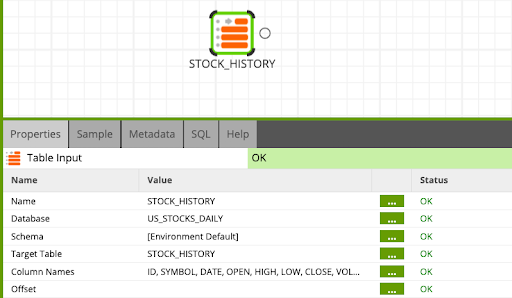 STOCK_HISTORY
Properties Sample Metadata SQL Help
Table Input OK
Name Value Status
Name STOCK_HISTORY ... OK
Database US_STOCKS_DAILY ... OK
Schema [Environment Default] ... OK
Target Table STOCK_HISTORY ... OK
Column Names ID, SYMBOL, DATE, OPEN, HIGH, LOW, CLOSE, VOL... ... OK
Offset ... OK